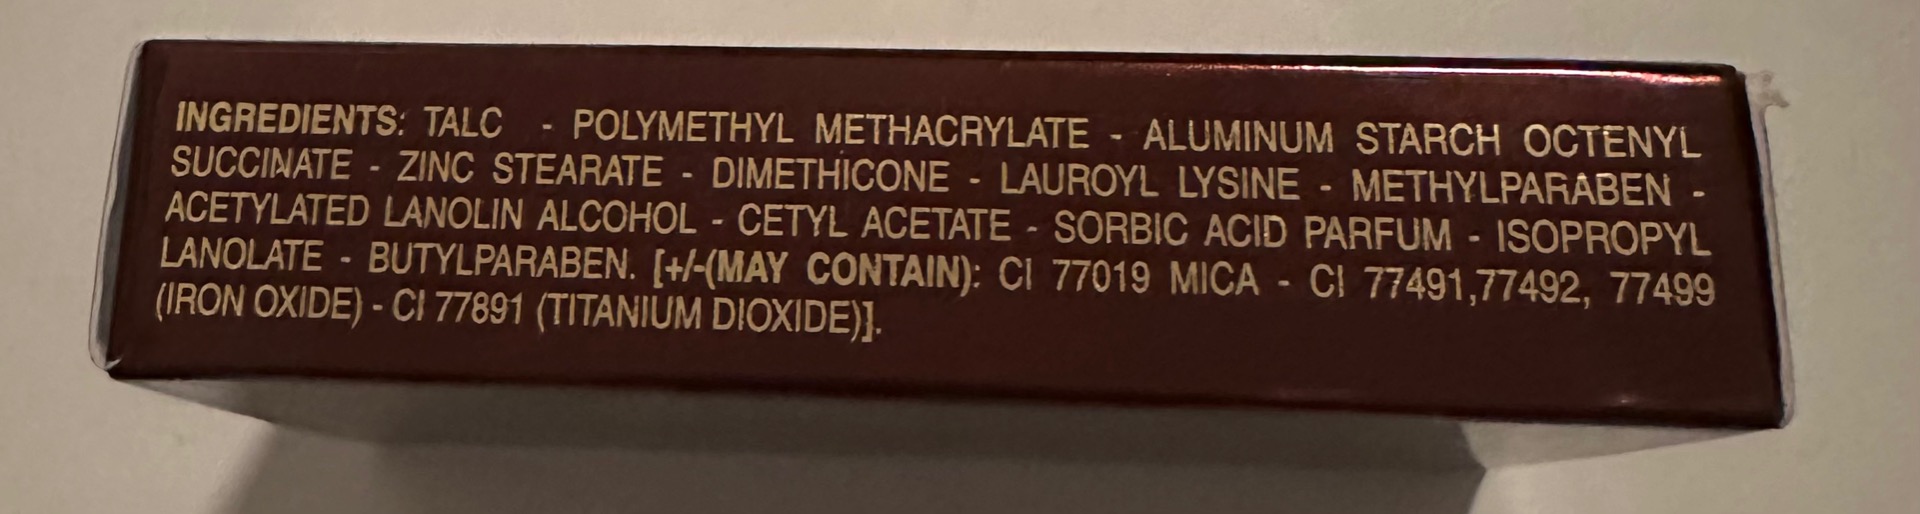 INGREDIENTS: TALC - POLYMETHYL METHACRYLATE - ALUMINUM STARCH OCTENYL
SUCCINATE - ZINC STEARATE - DIMETHICONE - LAUROYL LYSINE - METHYLPARABEN -
ACETYLATED LANOLIN ALCOHOL - CETYL ACETATE - SORBIC ACID PARFUM - ISOPROPYL
LANOLATE - BUTYLPARABEN. [+/-(MAY CONTAIN): CI 77019 MICA - CI 77491,77492, 77499
(IRON OXIDE) - CI 77891 (TITANIUM DIOXIDE)].